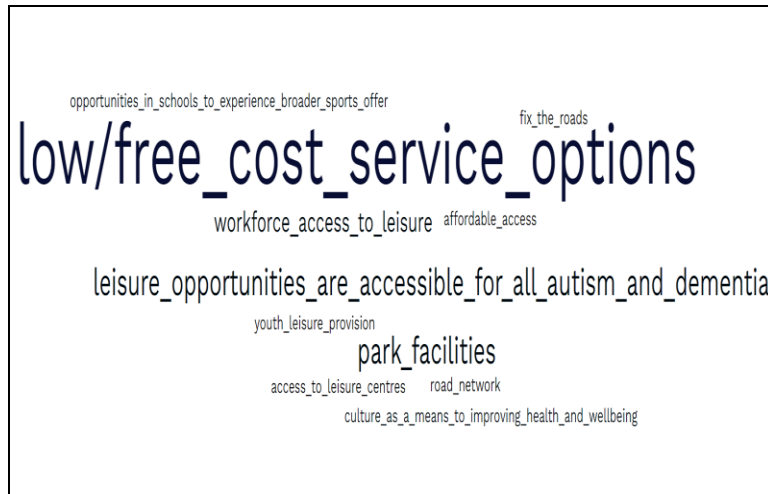 opportunities_in_schools_to_experience_broader_sports_offer
fix_the_roads
low/free_cost_service_options
workforce_access_to_leisure
affordable_access
leisure_opportunities_are_accessible_for_all_autism_and_dementia
youth_leisure_provision
park_facilities
access_to_leisure_centres
road_network
culture_as_a_means_to_improving_health_and_wellbeing